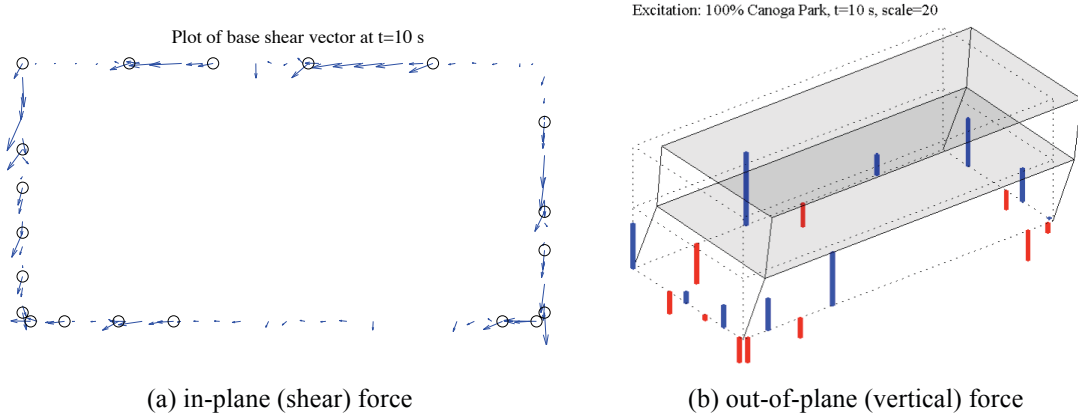 Excitation: 100% Canoga Park, t=10 s, scale=20
Plot of base shear vector at t=10 s
(a) in-plane (shear) force
(b) out-of-plane (vertical) force